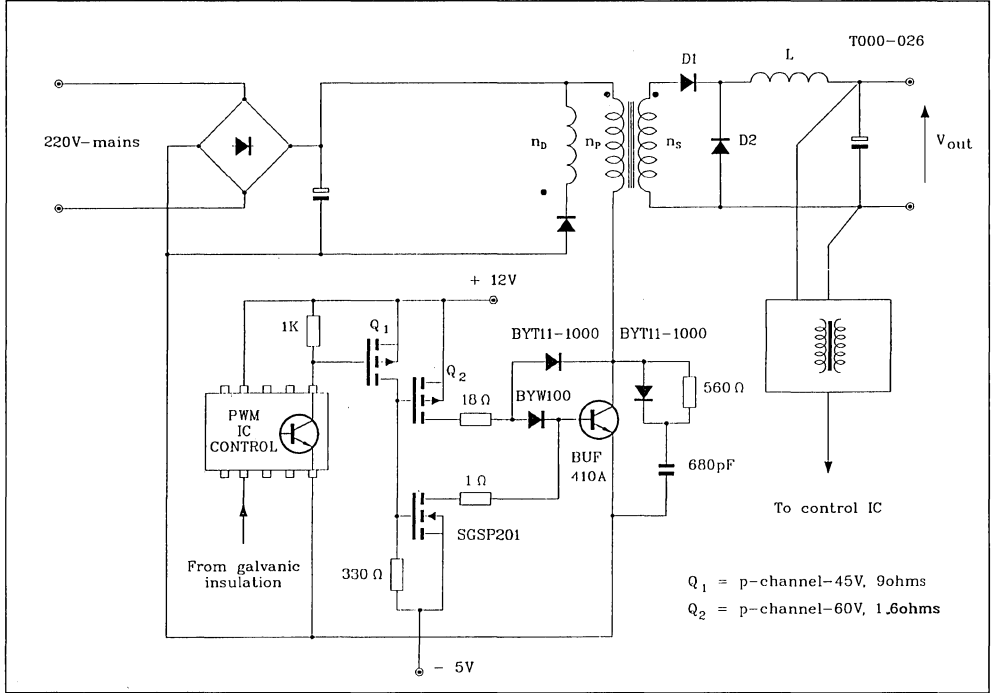 T000-026
D1
L
220V-mains
n_D
n_P
n_S
D2
V_out
+ 12V
1K
Q_1
Q_2
BYT11-1000
BYT11-1000
BYW100
18 Ω
560 Ω
PWM
IC
CONTROL
BUF
410A
680pF
1 Ω
SGSP201
To control IC
From galvanic
insulation
330 Ω
Q_1 = p-channel-45V, 9ohms
Q_2 = p-channel-60V, 1.6ohms
- 5V